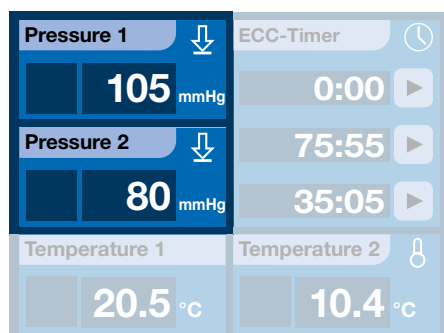 Pressure 1
105 mmHg
Pressure 2
80 mmHg
ECC-Timer
0:00
75:55
35:05
Temperature 1
20.5 °C
Temperature 2
10.4 °C